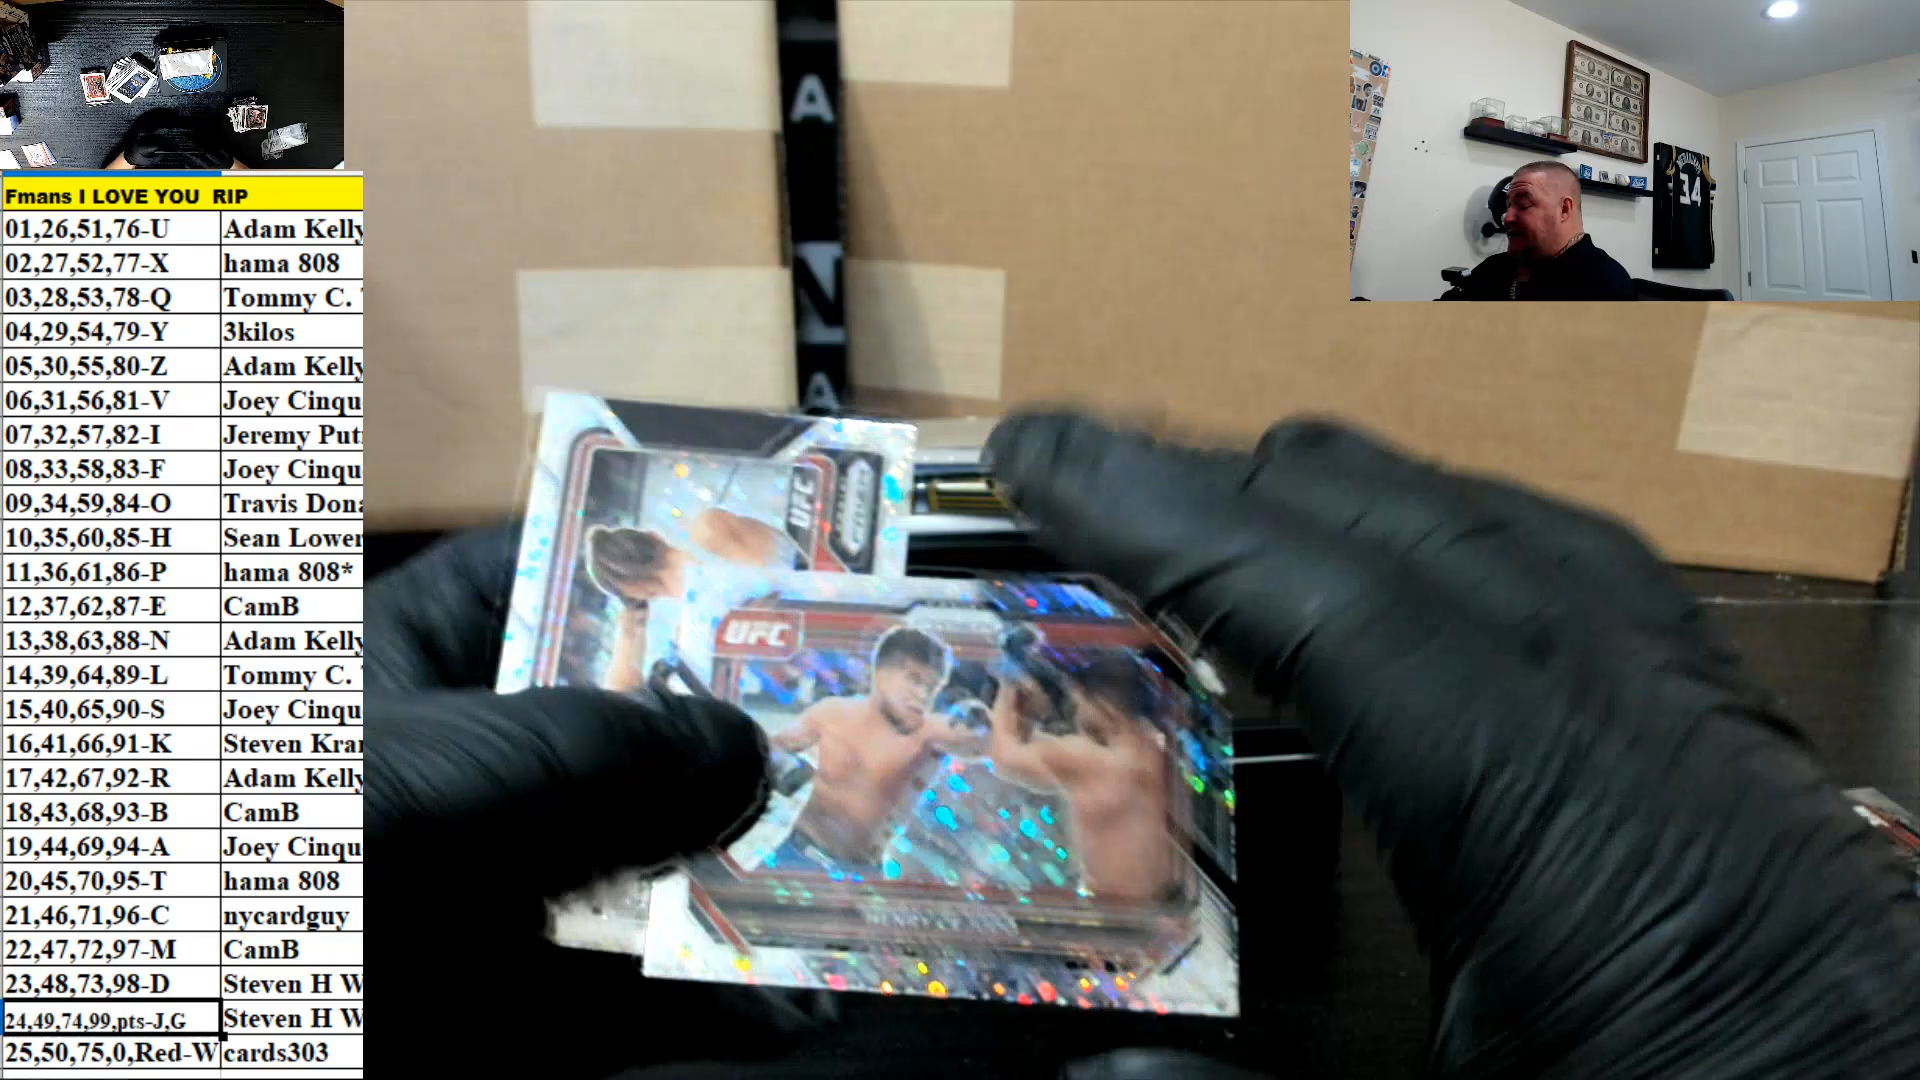 Fmans I LOVE YOU RIP
01,26,51,76-U Adam Kelly
02,27,52,77-X hama 808
03,28,53,78-Q Tommy C.
04,29,54,79-Y 3kilos
05,30,55,80-Z Adam Kelly
06,31,56,81-V Joey Cinqu
07,32,57,82-I Jeremy Put
08,33,58,83-F Joey Cinqu
09,34,59,84-O Travis Dona
10,35,60,85-H Sean Lower
11,36,61,86-P hama 808*
12,37,62,87-E CamB
13,38,63,88-N Adam Kelly
14,39,64,89-L Tommy C.
15,40,65,90-S Joey Cinqu
16,41,66,91-K Steven Kra
17,42,67,92-R Adam Kelly
18,43,68,93-B CamB
19,44,69,94-A Joey Cinqu
20,45,70,95-T hama 808
21,46,71,96-C nycardguy
22,47,72,97-M CamB
23,48,73,98-D Steven H W
24,49,74,99,pts-J,G Steven H W
25,50,75,0,Red-W cards303
A
N
A
UFC
UFC
34